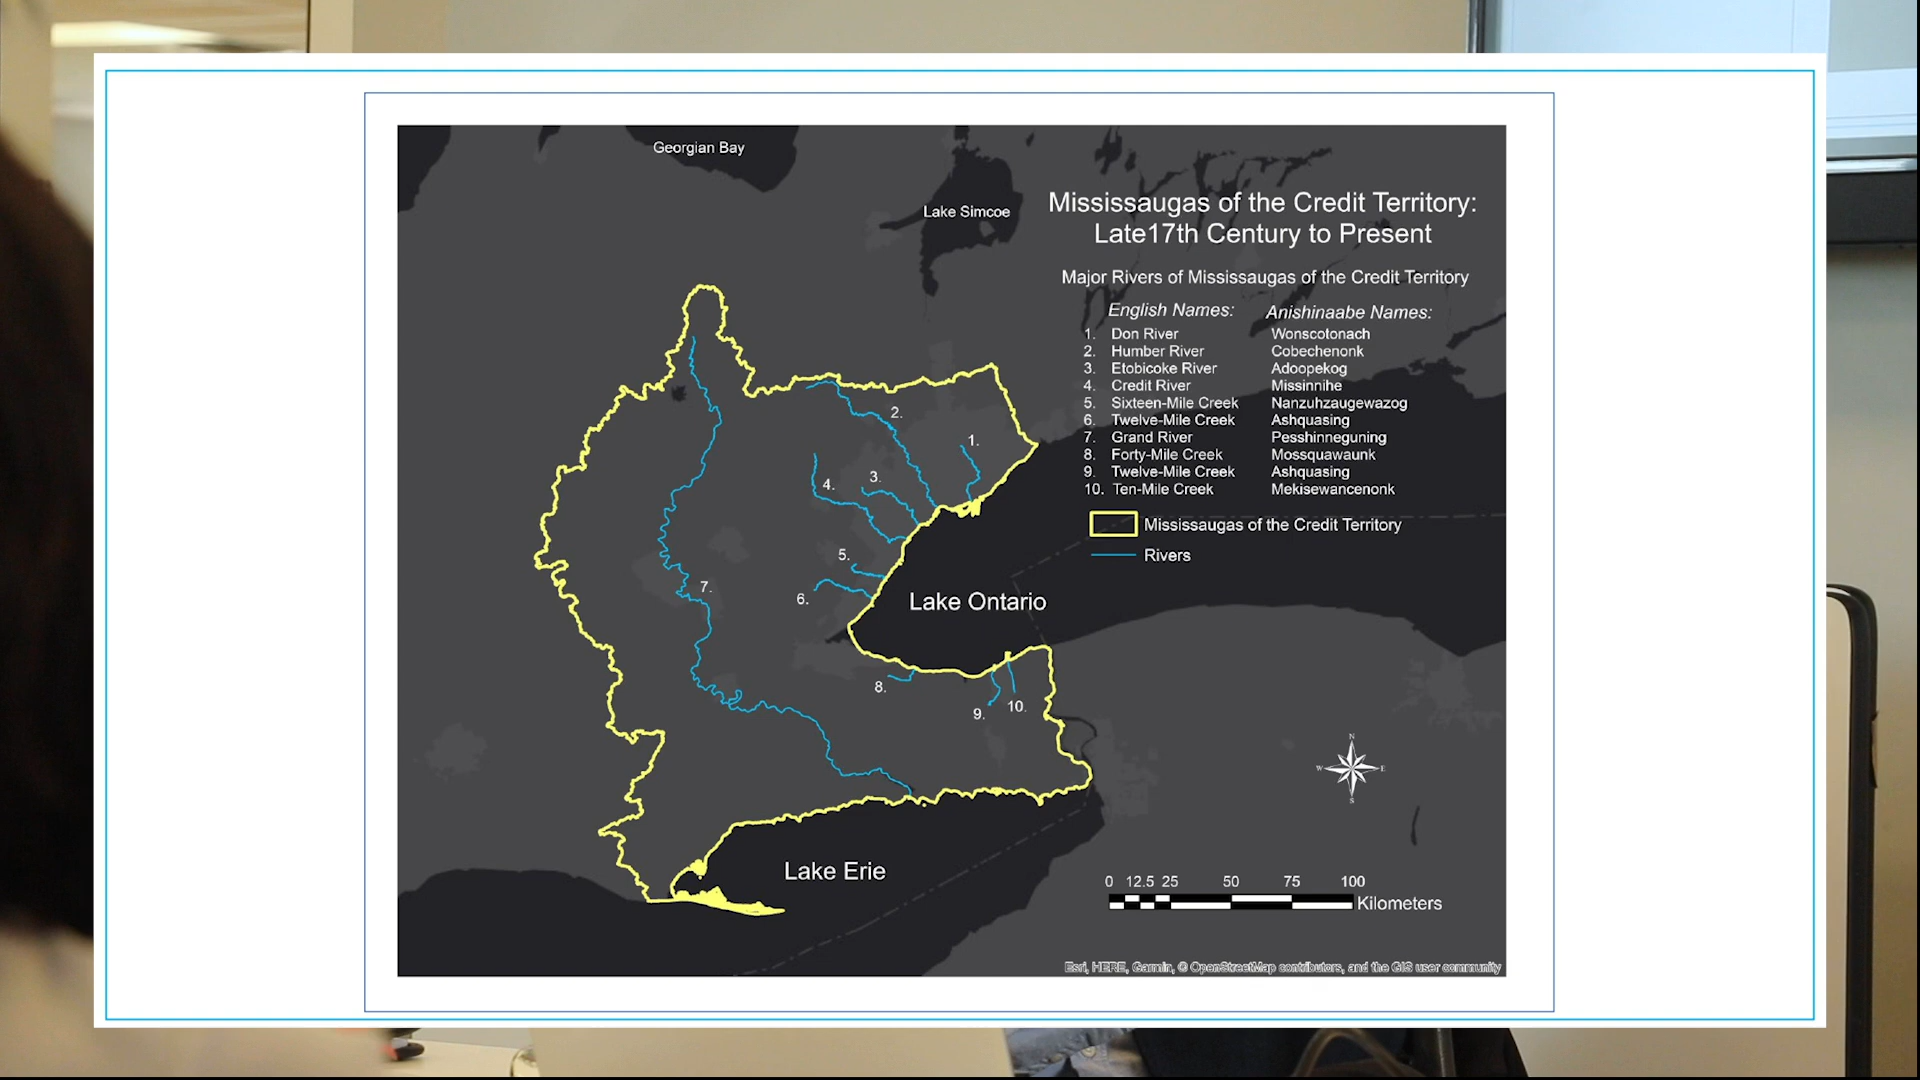 Georgian Bay
Lake Simcoe
Mississaugas of the Credit Territory:
Late17th Century to Present
Major Rivers of Mississaugas of the Credit Territory
English Names: Anishinaabe Names:
1. Don River Wonscotonach
2. Humber River Cobechenonk
3. Etobicoke River Adoopekog
4. Credit River Missinnihe
5. Sixteen-Mile Creek Nanzuhzaugewazog
6. Twelve-Mile Creek Ashquasing
7. Grand River Pesshinneguning
8. Forty-Mile Creek Mossquawaunk
9. Twelve-Mile Creek Ashquasing
10. Ten-Mile Creek Mekisewancenonk
Mississaugas of the Credit Territory
Rivers
2.
1.
3.
4.
5.
7.
6.
Lake Ontario
8.
9.
10.
N
W E
S
Lake Erie
0 12.5 25 50 75 100
Kilometers
Esri, HERE, Garmin, © OpenStreetMap contributors, and the GIS user community